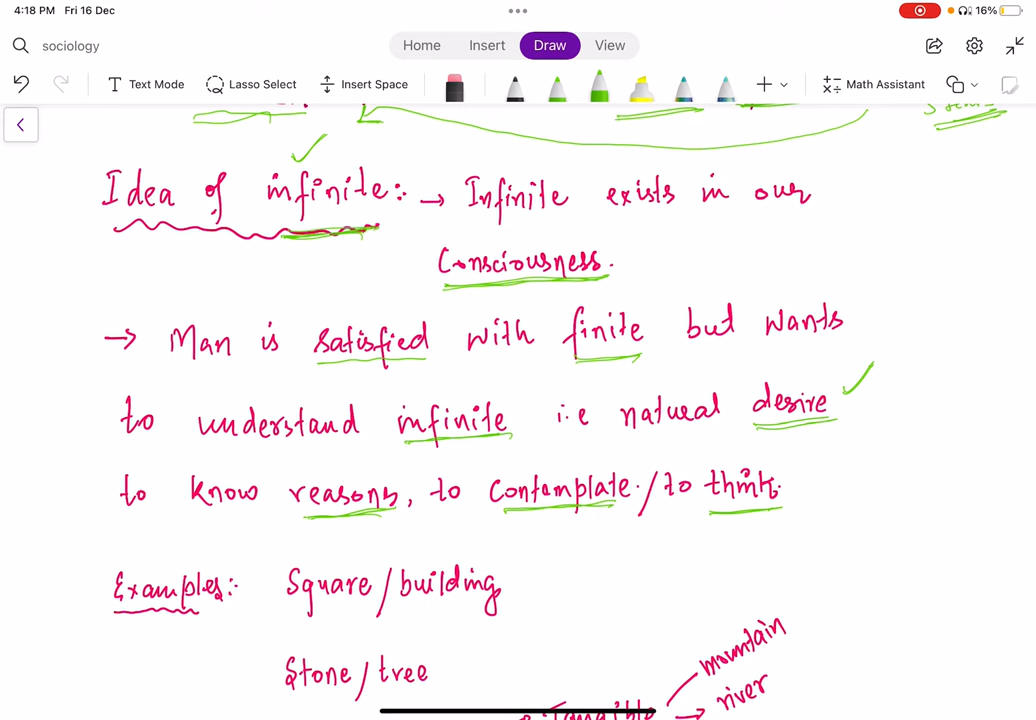 4:18 PM Fri 16 Dec
16%
sociology
Home Insert Draw View
Text Mode Lasso Select Insert Space Math Assistant
Idea of infinite:- → Infinite exists in our
Consciousness.
→ Man is satisfied with finite but wants
to understand infinite i.e natural desire
to know reasons, to contamplate./to think.
Examples:- Square/building
Stone/tree
mountain
Tangible → river